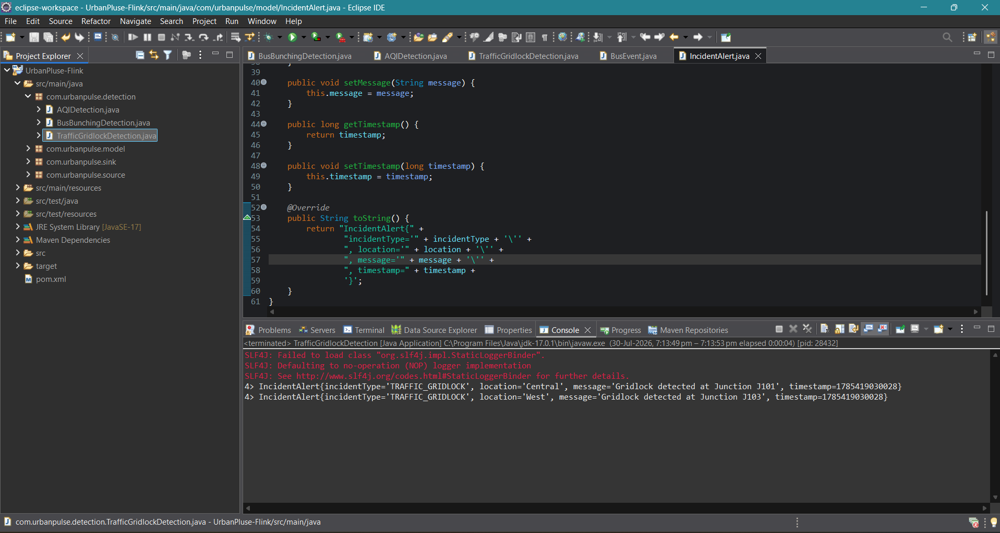 eclipse-workspace - UrbanPluse-Flink/src/main/java/com/urbanpulse/model/IncidentAlert.java - Eclipse IDE
File Edit Source Refactor Navigate Search Project Run Window Help
Project Explorer
UrbanPluse-Flink
src/main/java
com.urbanpulse.detection
AQIDetection.java
BusBunchingDetection.java
TrafficGridlockDetection.java
com.urbanpulse.model
com.urbanpulse.sink
com.urbanpulse.source
src/main/resources
src/test/java
src/test/resources
JRE System Library [JavaSE-17]
Maven Dependencies
src
target
pom.xml
BusBunchingDetection.java AQIDetection.java TrafficGridlockDetection.java BusEvent.java IncidentAlert.java
39
40 public void setMessage(String message) {
41 this.message = message;
42 }
43
44 public long getTimestamp() {
45 return timestamp;
46 }
47
48 public void setTimestamp(long timestamp) {
49 this.timestamp = timestamp;
50 }
51
52 @Override
53 public String toString() {
54 return "IncidentAlert{" +
55 "incidentType='" + incidentType + '\'' +
56 ", location='" + location + '\'' +
57 ", message='" + message + '\'' +
58 ", timestamp=" + timestamp +
59 '}';
60 }
61 }
Problems Servers Terminal Data Source Explorer Properties Console Progress Maven Repositories
<terminated> TrafficGridlockDetection [Java Application] C:\Program Files\Java\jdk-17.0.1\bin\javaw.exe (30-Jul-2026, 7:13:49 pm – 7:13:53 pm elapsed 0:00:04) [pid: 28432]
SLF4J: Failed to load class "org.slf4j.impl.StaticLoggerBinder".
SLF4J: Defaulting to no-operation (NOP) logger implementation
SLF4J: See http://www.slf4j.org/codes.html#StaticLoggerBinder for further details.
4> IncidentAlert{incidentType='TRAFFIC_GRIDLOCK', location='Central', message='Gridlock detected at Junction J101', timestamp=1785419030028}
4> IncidentAlert{incidentType='TRAFFIC_GRIDLOCK', location='West', message='Gridlock detected at Junction J103', timestamp=1785419030028}
com.urbanpulse.detection.TrafficGridlockDetection.java - UrbanPluse-Flink/src/main/java